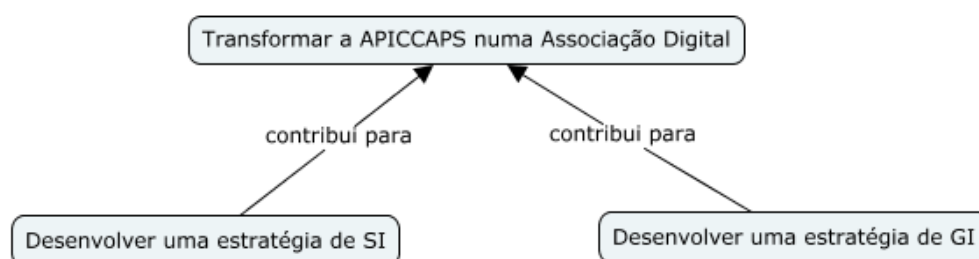 Transformar a APICCAPS numa Associação Digital
contribui para
contribui para
Desenvolver uma estratégia de SI
Desenvolver uma estratégia de GI